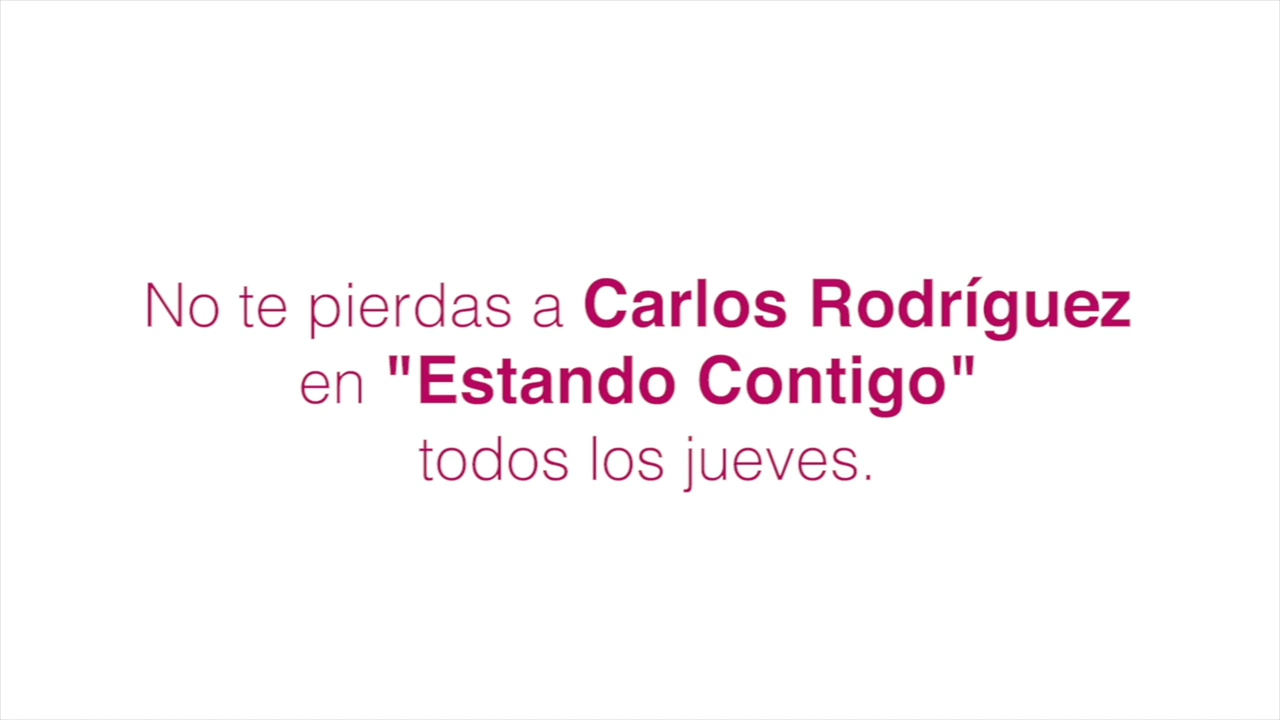 No te pierdas a Carlos Rodríguez
en "Estando Contigo"
todos los jueves.